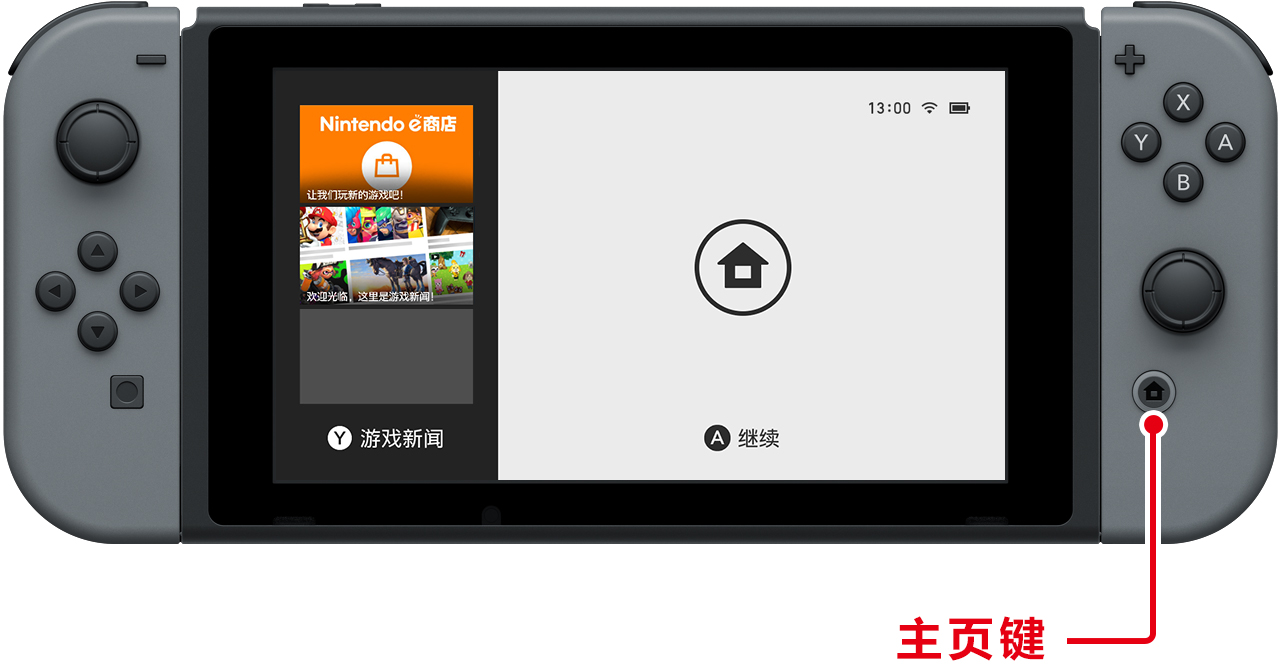 Nintendo e商店
让我们玩新的游戏吧!
欢迎光临，这里是游戏新闻!
Y 游戏新闻
13:00
A 继续
X
Y
A
B
主页键